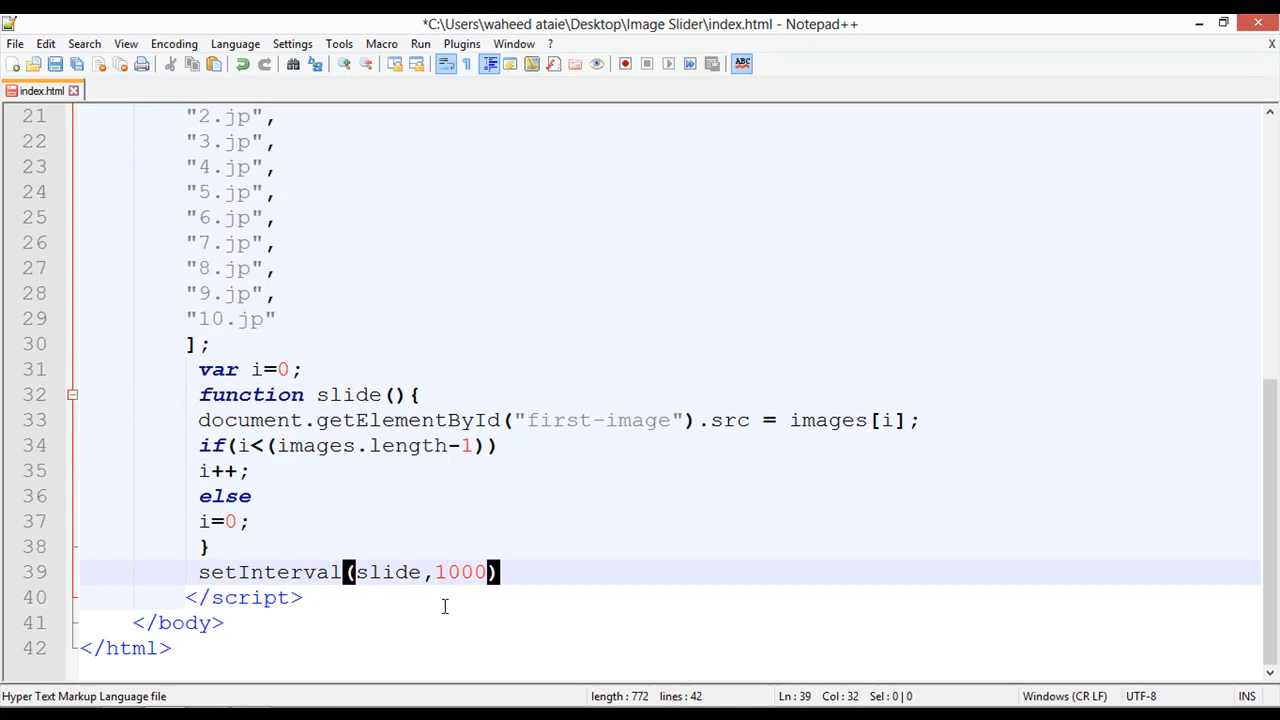 *C:\Users\waheed ataie\Desktop\Image Slider\index.html - Notepad++
File Edit Search View Encoding Language Settings Tools Macro Run Plugins Window ? X
index.html
21 "2.jp",
22 "3.jp",
23 "4.jp",
24 "5.jp",
25 "6.jp",
26 "7.jp",
27 "8.jp",
28 "9.jp",
29 "10.jp"
30 ];
31 var i=0;
32 function slide(){
33 document.getElementById("first-image").src = images[i];
34 if(i<(images.length-1))
35 i++;
36 else
37 i=0;
38 }
39 setInterval(slide,1000)
40 </script>
41 </body>
42 </html>
Hyper Text Markup Language file length : 772 lines : 42 Ln : 39 Col : 32 Sel : 0 | 0 Windows (CR LF) UTF-8 INS